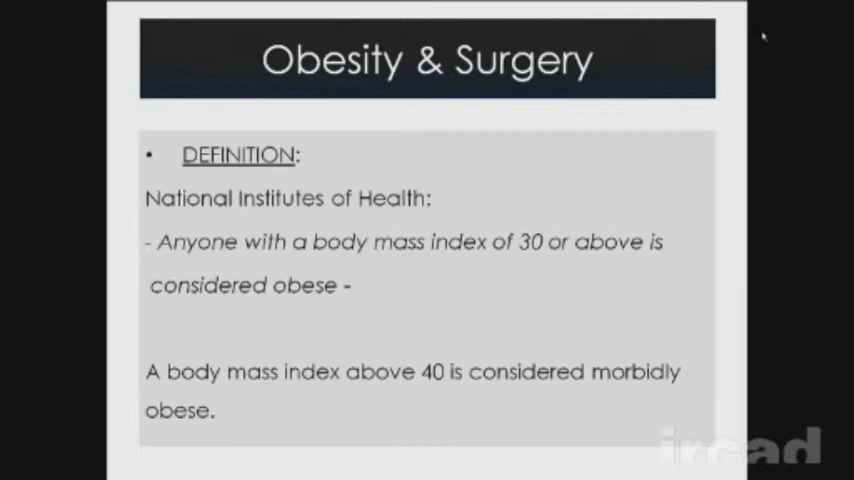 Obesity & Surgery
• DEFINITION:
National Institutes of Health:
- Anyone with a body mass index of 30 or above is
considered obese -
A body mass index above 40 is considered morbidly
obese.
ircad